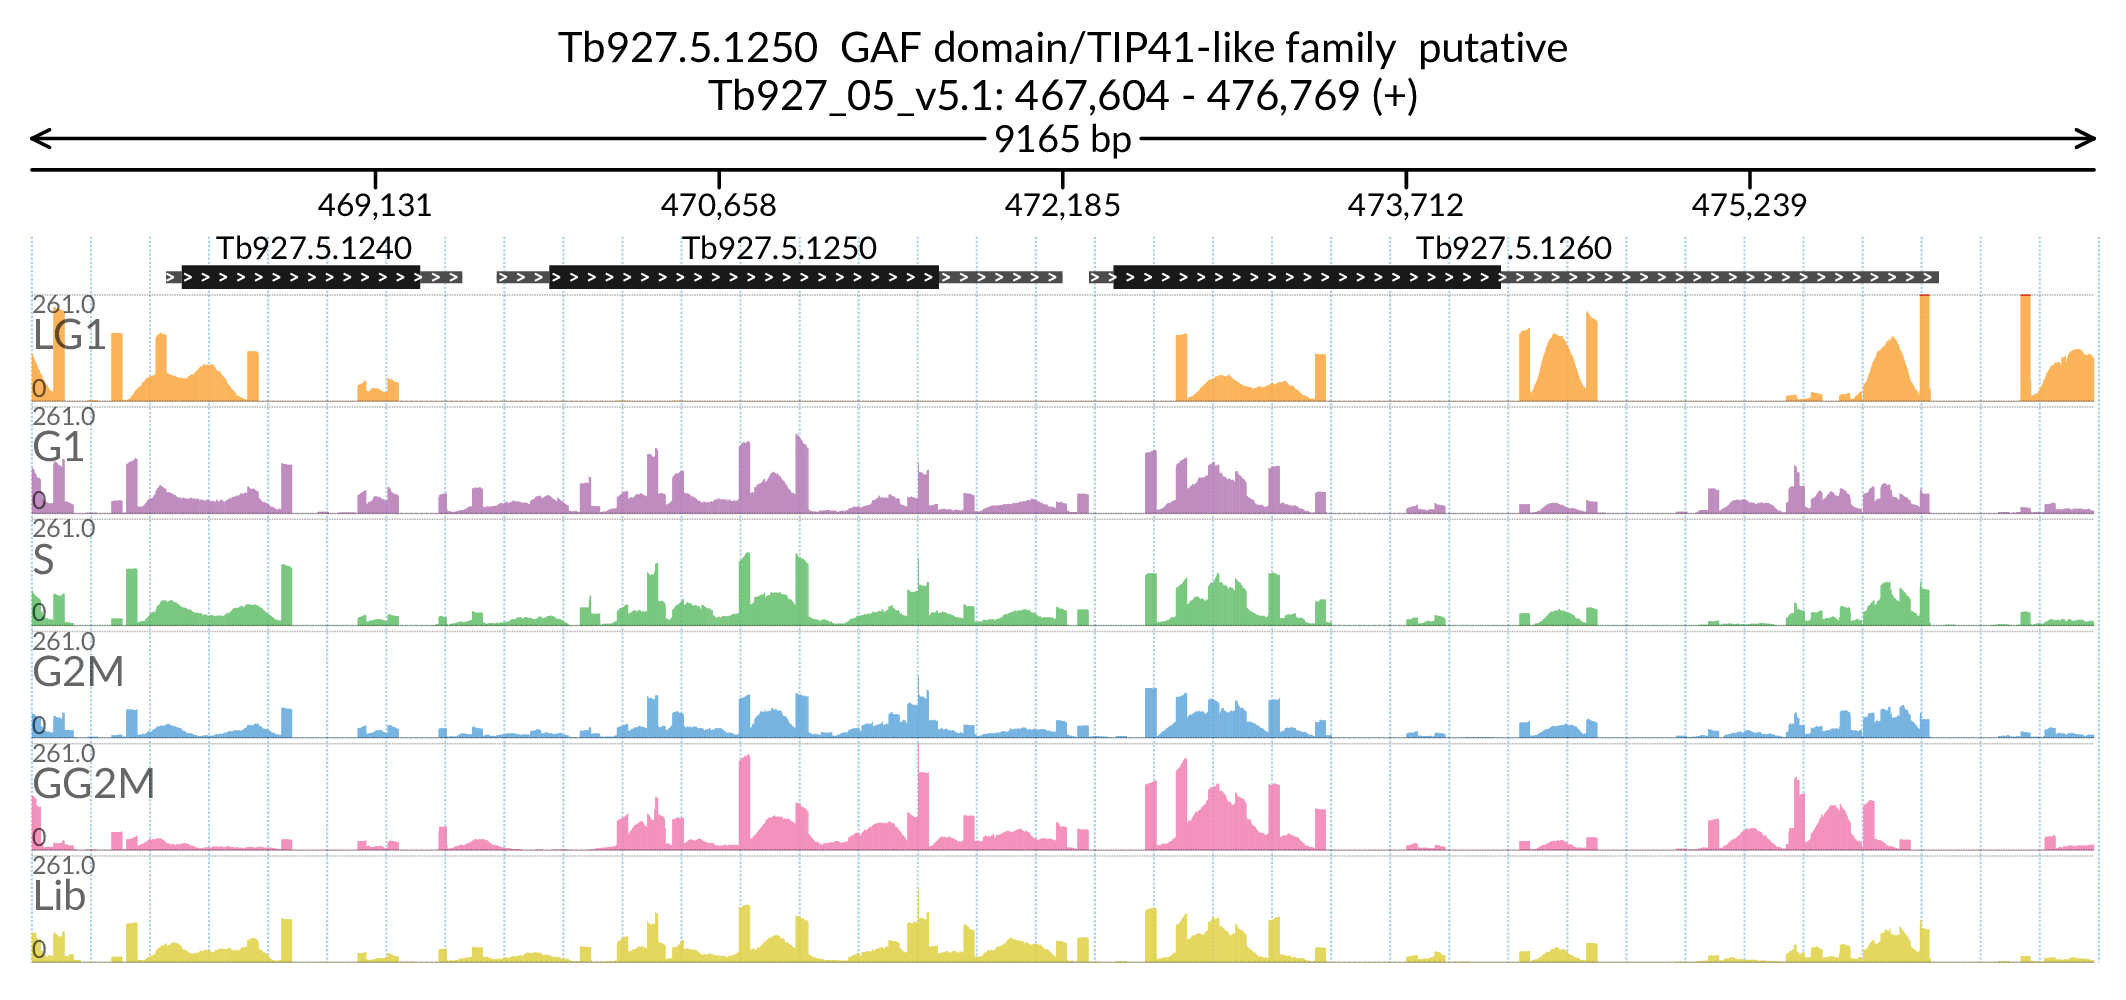 Tb927.5.1250  GAF domain/TIP41-like family  putative
Tb927_05_v5.1: 467,604 - 476,769 (+)
9165 bp
469,131 470,658 472,185 473,712 475,239
Tb927.5.1240 Tb927.5.1250 Tb927.5.1260
261.0
LG1
0
261.0
G1
0
261.0
S
0
261.0
G2M
0
261.0
GG2M
0
261.0
Lib
0